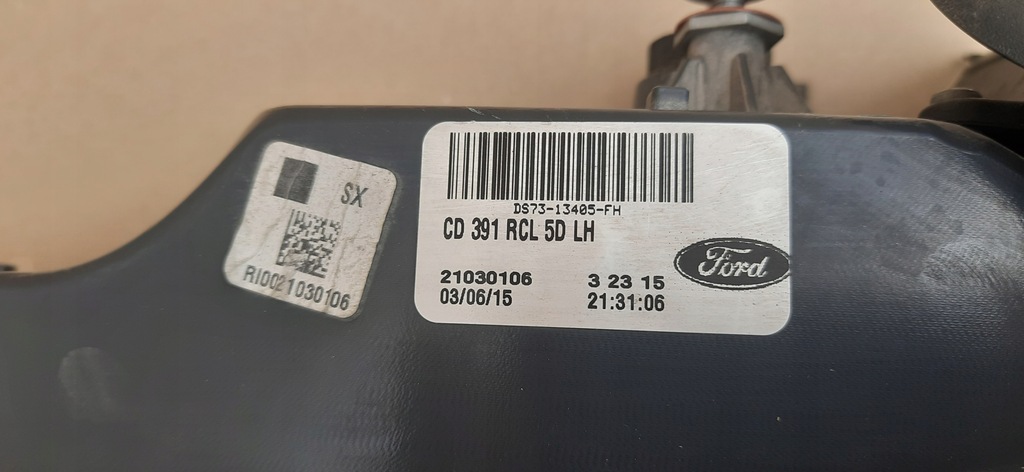 SX
RI0021030106
DS73-13405-FH
CD 391 RCL 5D LH
21030106 3 23 15
03/06/15 21:31:06
Ford